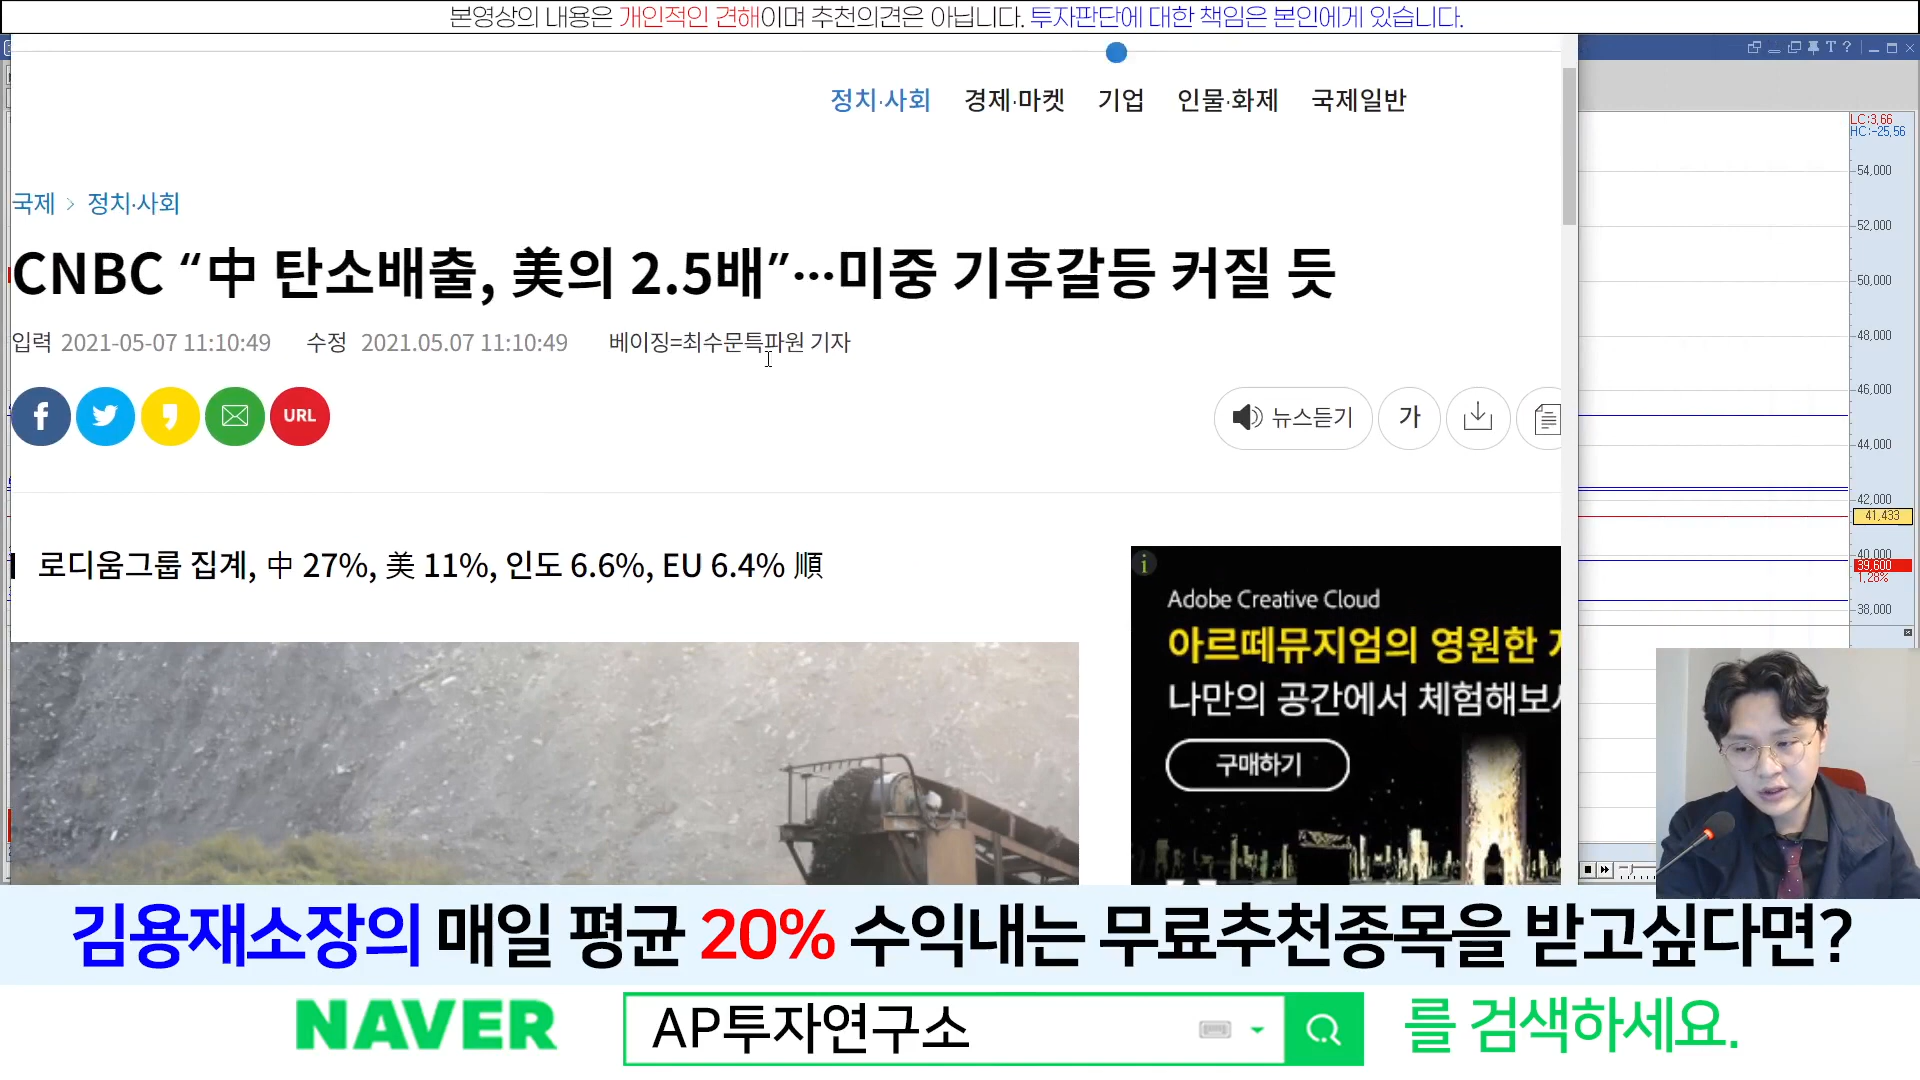 본영상의 내용은 개인적인 견해이며 추천의견은 아닙니다. 투자판단에 대한 책임은 본인에게 있습니다.
정치·사회 경제·마켓 기업 인물·화제 국제일반
국제 > 정치·사회
CNBC “中 탄소배출, 美의 2.5배”…미중 기후갈등 커질 듯
입력 2021-05-07 11:10:49 수정 2021.05.07 11:10:49 베이징=최수문특파원 기자
URL
뉴스듣기 가
로디움그룹 집계, 中 27%, 美 11%, 인도 6.6%, EU 6.4% 順
Adobe Creative Cloud
아르떼뮤지엄의 영원한
나만의 공간에서 체험해보
구매하기
LC:3,66
HC:-25,56
54,000
52,000
50,000
48,000
46,000
44,000
42,000
41,433
40,000
39,600
1,28%
38,000
김용재소장의 매일 평균 20% 수익내는 무료추천종목을 받고싶다면?
NAVER AP투자연구소 를 검색하세요.